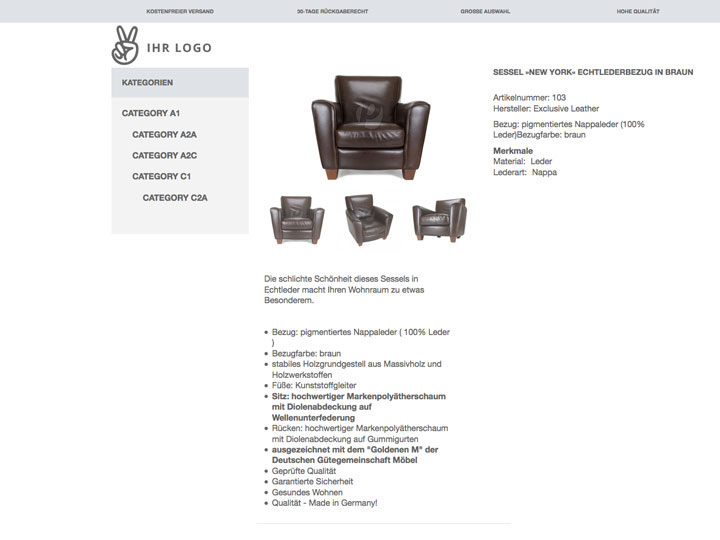 KOSTENFREIER VERSAND
30-TAGE RÜCKGABERECHT
GROSSE AUSWAHL
HOHE QUALITÄT
IHR LOGO
KATEGORIEN
CATEGORY A1
CATEGORY A2A
CATEGORY A2C
CATEGORY C1
CATEGORY C2A
SESSEL »NEW YORK« ECHTLEDERBEZUG IN BRAUN
Artikelnummer: 103
Hersteller: Exclusive Leather
Bezug: pigmentiertes Nappaleder (100%
Leder)Bezugfarbe: braun
Merkmale
Material: Leder
Lederart: Nappa
Die schlichte Schönheit dieses Sessels in
Echtleder macht Ihren Wohnraum zu etwas
Besonderem.
• Bezug: pigmentiertes Nappaleder ( 100% Leder
)
• Bezugfarbe: braun
• stabiles Holzgrundgestell aus Massivholz und
Holzwerkstoffen
• Füße: Kunststoffgleiter
• Sitz: hochwertiger Markenpolyätherschaum
mit Diolenabdeckung auf
Wellenunterfederung
• Rücken: hochwertiger Markenpolyätherschaum
mit Diolenabdeckung auf Gummigurten
• ausgezeichnet mit dem "Goldenen M" der
Deutschen Gütegemeinschaft Möbel
• Geprüfte Qualität
• Garantierte Sicherheit
• Gesundes Wohnen
• Qualität - Made in Germany!